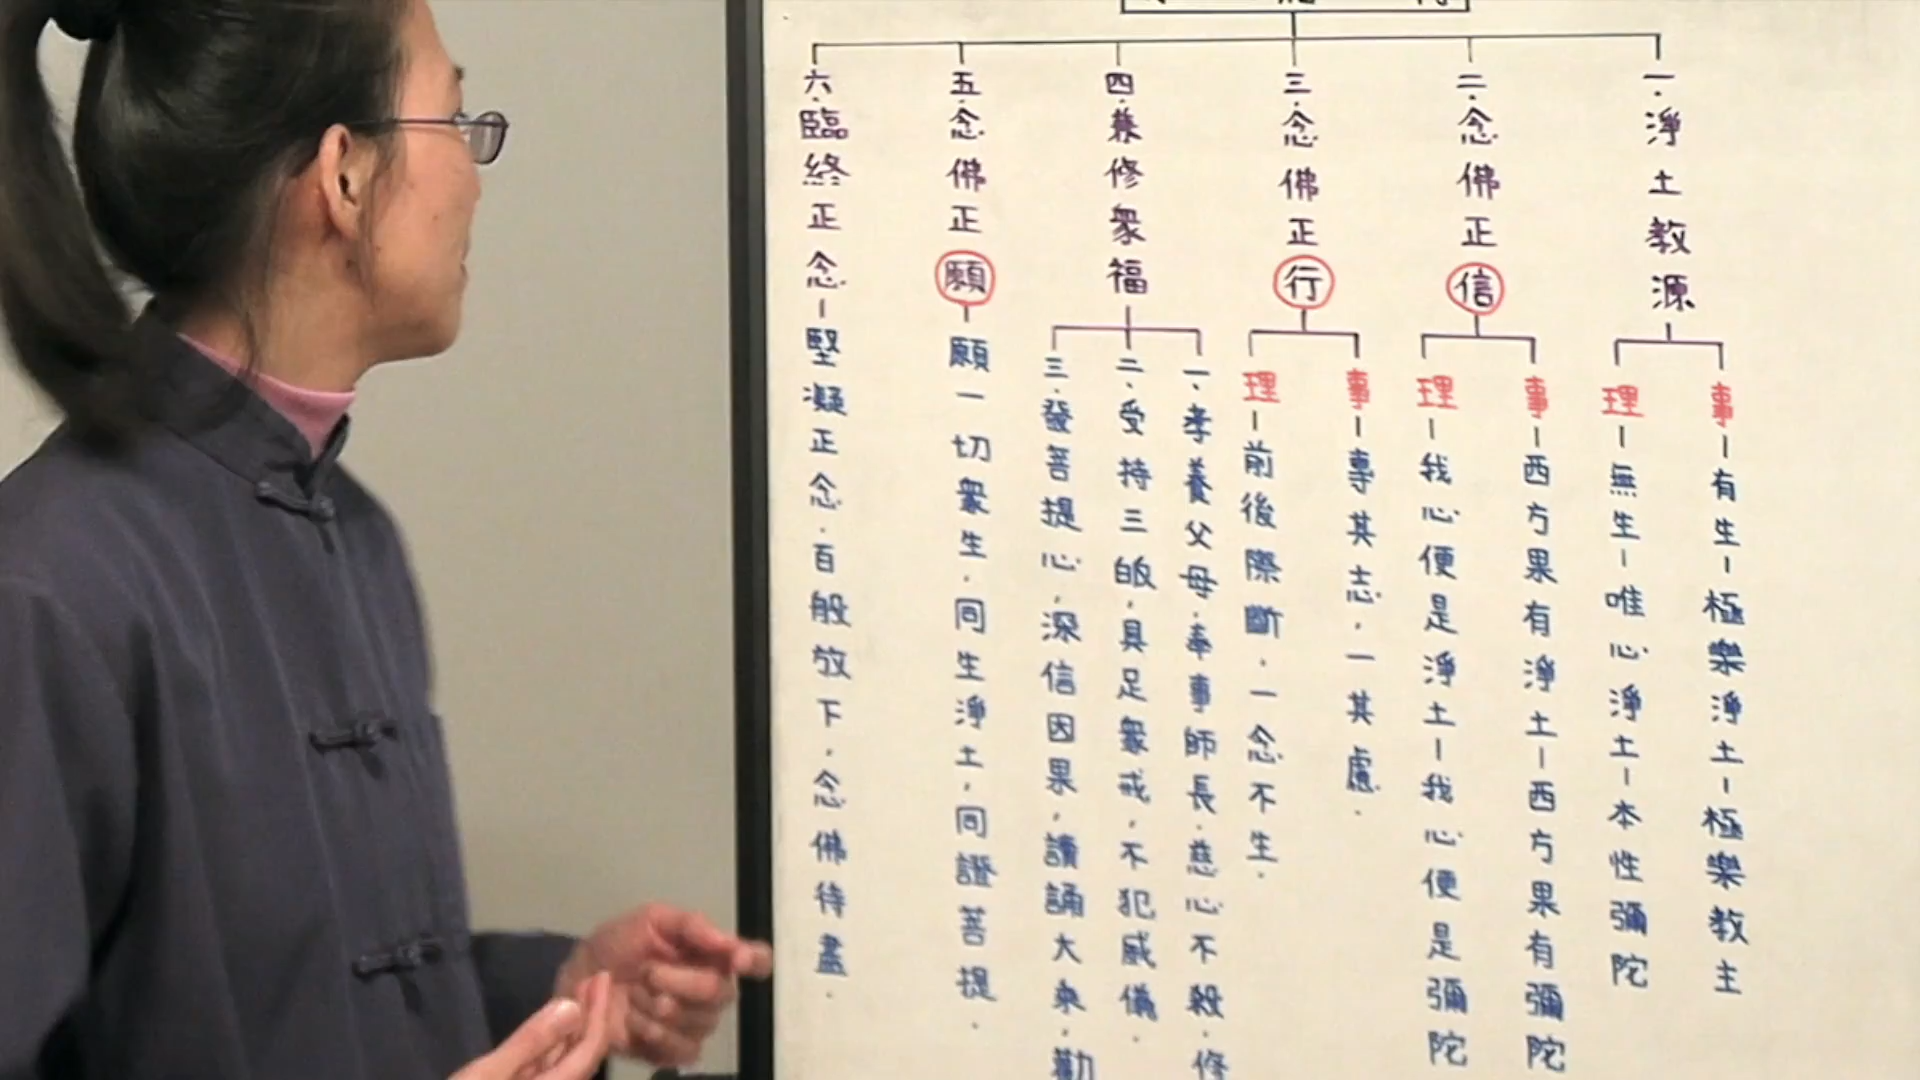 一.淨土教源
事-有生-極樂淨土-極樂教主
理-無生-唯心淨土-本性彌陀
二.念佛正信
事-西方果有淨土-西方果有彌陀
理-我心便是淨土-我心便是彌陀
三.念佛正行
事-專其志.一其處.
理-前後際斷.一念不生.
四.兼修衆福
一.孝養父母.奉事師長.慈心不殺.修
二.受持三皈,具足衆戒,不犯威儀.
三.發菩提心,深信因果,讀誦大乘,勸
五.念佛正願
願一切衆生.同生淨土,同證菩提.
六.臨終正念-堅凝正念.百般放下,念佛待盡.